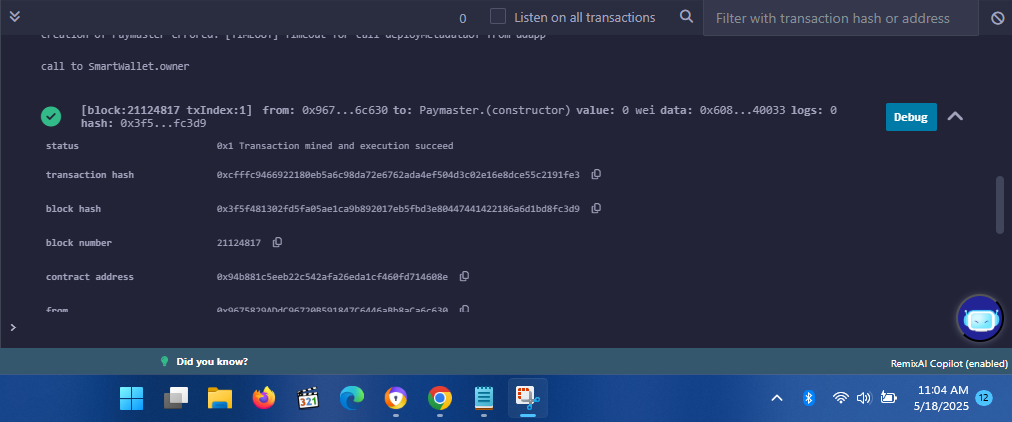 0 Listen on all transactions Filter with transaction hash or address
creation of Paymaster errored: [TIMEOUT] Timeout for call deployMetadataOf from udapp
call to SmartWallet.owner
[block:21124817 txIndex:1] from: 0x967...6c630 to: Paymaster.(constructor) value: 0 wei data: 0x608...40033 logs: 0
hash: 0x3f5...fc3d9
Debug
status 0x1 Transaction mined and execution succeed
transaction hash 0xcfffc9466922180eb5a6c98da72e6762ada4ef504d3c02e16e8dce55c2191fe3
block hash 0x3f5f481302fd5fa05ae1ca9b892017eb5fbd3e80447441422186a6d1bd8fc3d9
block number 21124817
contract address 0x94b881c5eeb22c542afa26eda1cf460fd714608e
from
>
Did you know? RemixAI Copilot (enabled)
321
11:04 AM
5/18/2025
12